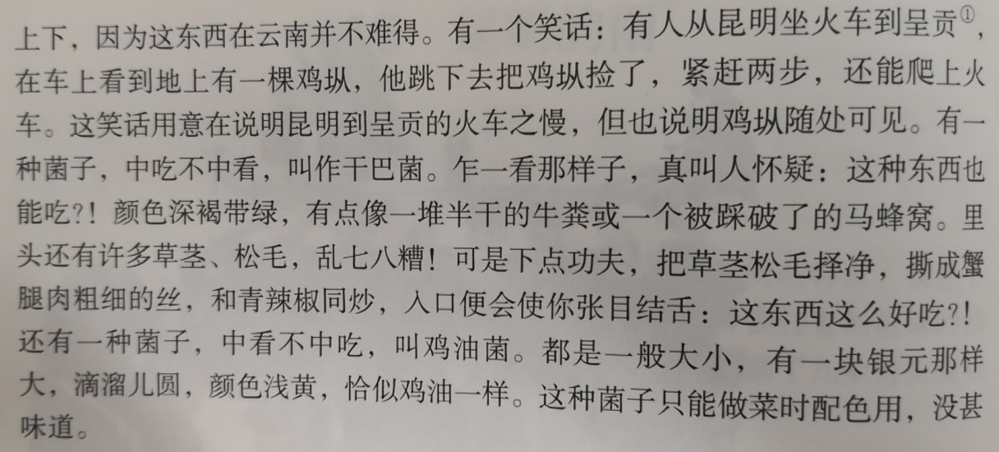 上下，因为这东西在云南并不难得。有一个笑话：有人从昆明坐火车到呈贡①，
在车上看到地上有一棵鸡枞，他跳下去把鸡枞捡了，紧赶两步，还能爬上火
车。这笑话用意在说明昆明到呈贡的火车之慢，但也说明鸡枞随处可见。有一
种菌子，中吃不中看，叫作干巴菌。乍一看那样子，真叫人怀疑：这种东西也
能吃?！颜色深褐带绿，有点像一堆半干的牛粪或一个被踩破了的马蜂窝。里
头还有许多草茎、松毛，乱七八糟！可是下点功夫，把草茎松毛择净，撕成蟹
腿肉粗细的丝，和青辣椒同炒，入口便会使你张目结舌：这东西这么好吃?！
还有一种菌子，中看不中吃，叫鸡油菌。都是一般大小，有一块银元那样
大，滴溜儿圆，颜色浅黄，恰似鸡油一样。这种菌子只能做菜时配色用，没甚
味道。